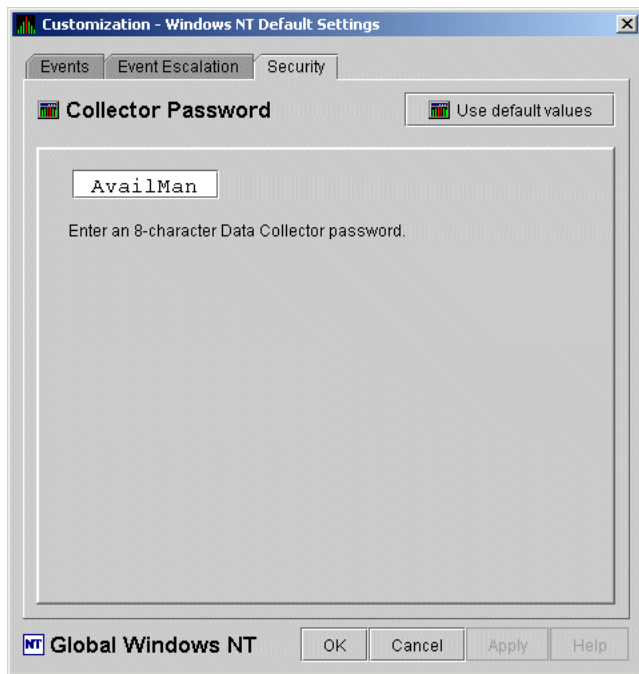 Customization - Windows NT Default Settings
Events Event Escalation Security
Collector Password Use default values
AvailMan
Enter an 8-character Data Collector password.
NT Global Windows NT OK Cancel Apply Help